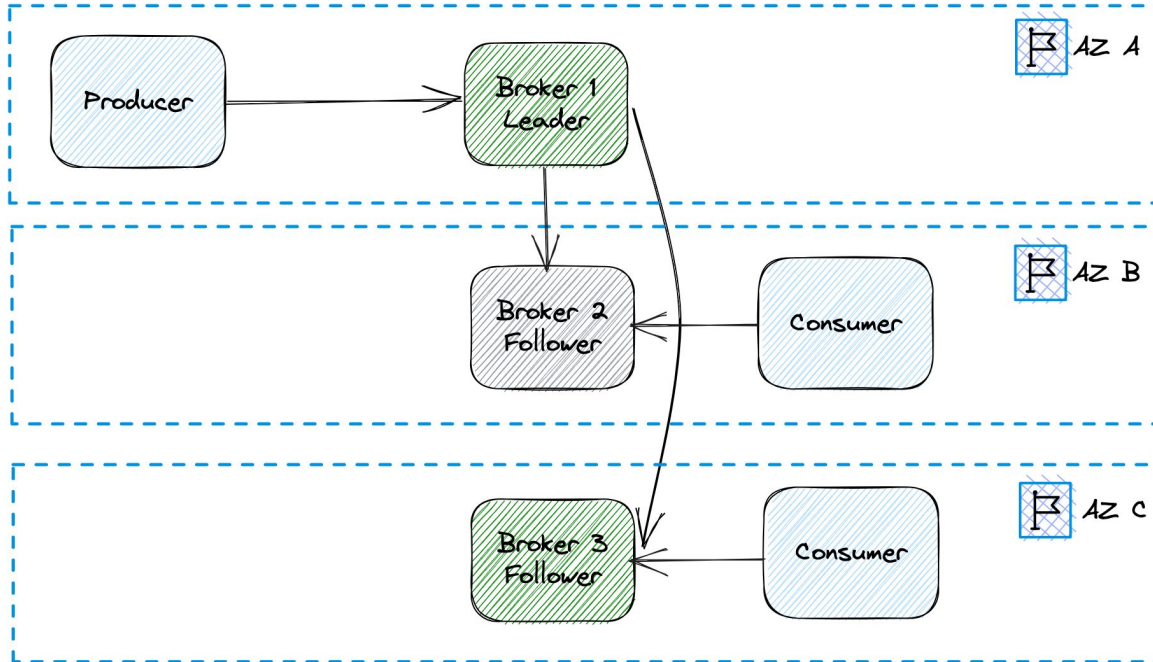 Producer
Broker 1
Leader
AZ A
Broker 2
Follower
Consumer
AZ B
Broker 3
Follower
Consumer
AZ C